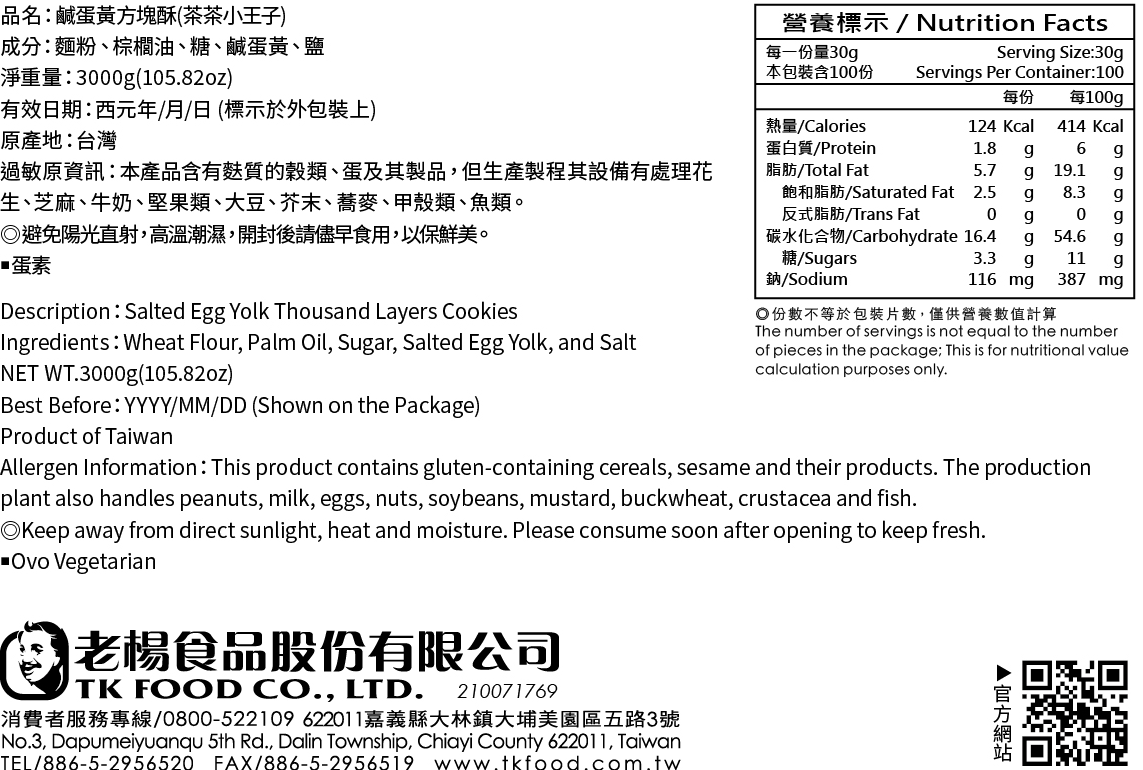 品名：鹹蛋黃方塊酥(茶茶小王子)
成分：麵粉、棕櫚油、糖、鹹蛋黃、鹽
淨重量：3000g(105.82oz)
有效日期：西元年/月/日 (標示於外包裝上)
原產地：台灣
過敏原資訊：本產品含有麩質的穀類、蛋及其製品，但生產製程其設備有處理花
生、芝麻、牛奶、堅果類、大豆、芥末、蕎麥、甲殼類、魚類。
◎避免陽光直射，高溫潮濕，開封後請儘早食用，以保鮮美。
■蛋素
Description：Salted Egg Yolk Thousand Layers Cookies
Ingredients：Wheat Flour, Palm Oil, Sugar, Salted Egg Yolk, and Salt
NET WT.3000g(105.82oz)
Best Before：YYYY/MM/DD (Shown on the Package)
Product of Taiwan
Allergen Information：This product contains gluten-containing cereals, sesame and their products. The production
plant also handles peanuts, milk, eggs, nuts, soybeans, mustard, buckwheat, crustacea and fish.
◎Keep away from direct sunlight, heat and moisture. Please consume soon after opening to keep fresh.
■Ovo Vegetarian
營養標示 / Nutrition Facts
每一份量30g Serving Size:30g
本包裝含100份 Servings Per Container:100
每份 每100g
熱量/Calories 124 Kcal 414 Kcal
蛋白質/Protein 1.8 g 6 g
脂肪/Total Fat 5.7 g 19.1 g
飽和脂肪/Saturated Fat 2.5 g 8.3 g
反式脂肪/Trans Fat 0 g 0 g
碳水化合物/Carbohydrate 16.4 g 54.6 g
糖/Sugars 3.3 g 11 g
鈉/Sodium 116 mg 387 mg
◎份數不等於包裝片數，僅供營養數值計算
The number of servings is not equal to the number
of pieces in the package; This is for nutritional value
calculation purposes only.
老楊食品股份有限公司
TK FOOD CO., LTD. 210071769
消費者服務專線/0800-522109 622011嘉義縣大林鎮大埔美園區五路3號
No.3, Dapumeiyuanqu 5th Rd., Dalin Township, Chiayi County 622011, Taiwan
TEL/886-5-2956520 FAX/886-5-2956519 www.tkfood.com.tw
▶官方網站